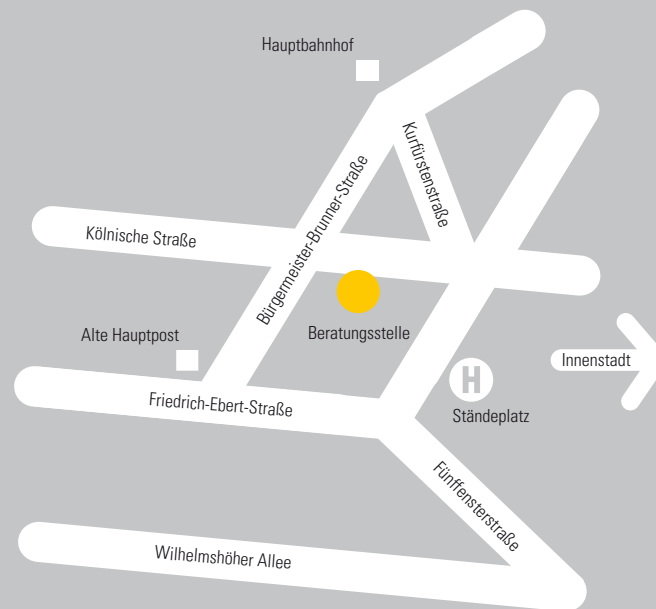 Hauptbahnhof
Kurfürstenstraße
Bürgermeister-Brunner-Straße
Kölnische Straße
Alte Hauptpost
Beratungsstelle
Innenstadt
H
Ständeplatz
Friedrich-Ebert-Straße
Fünffensterstraße
Wilhelmshöher Allee